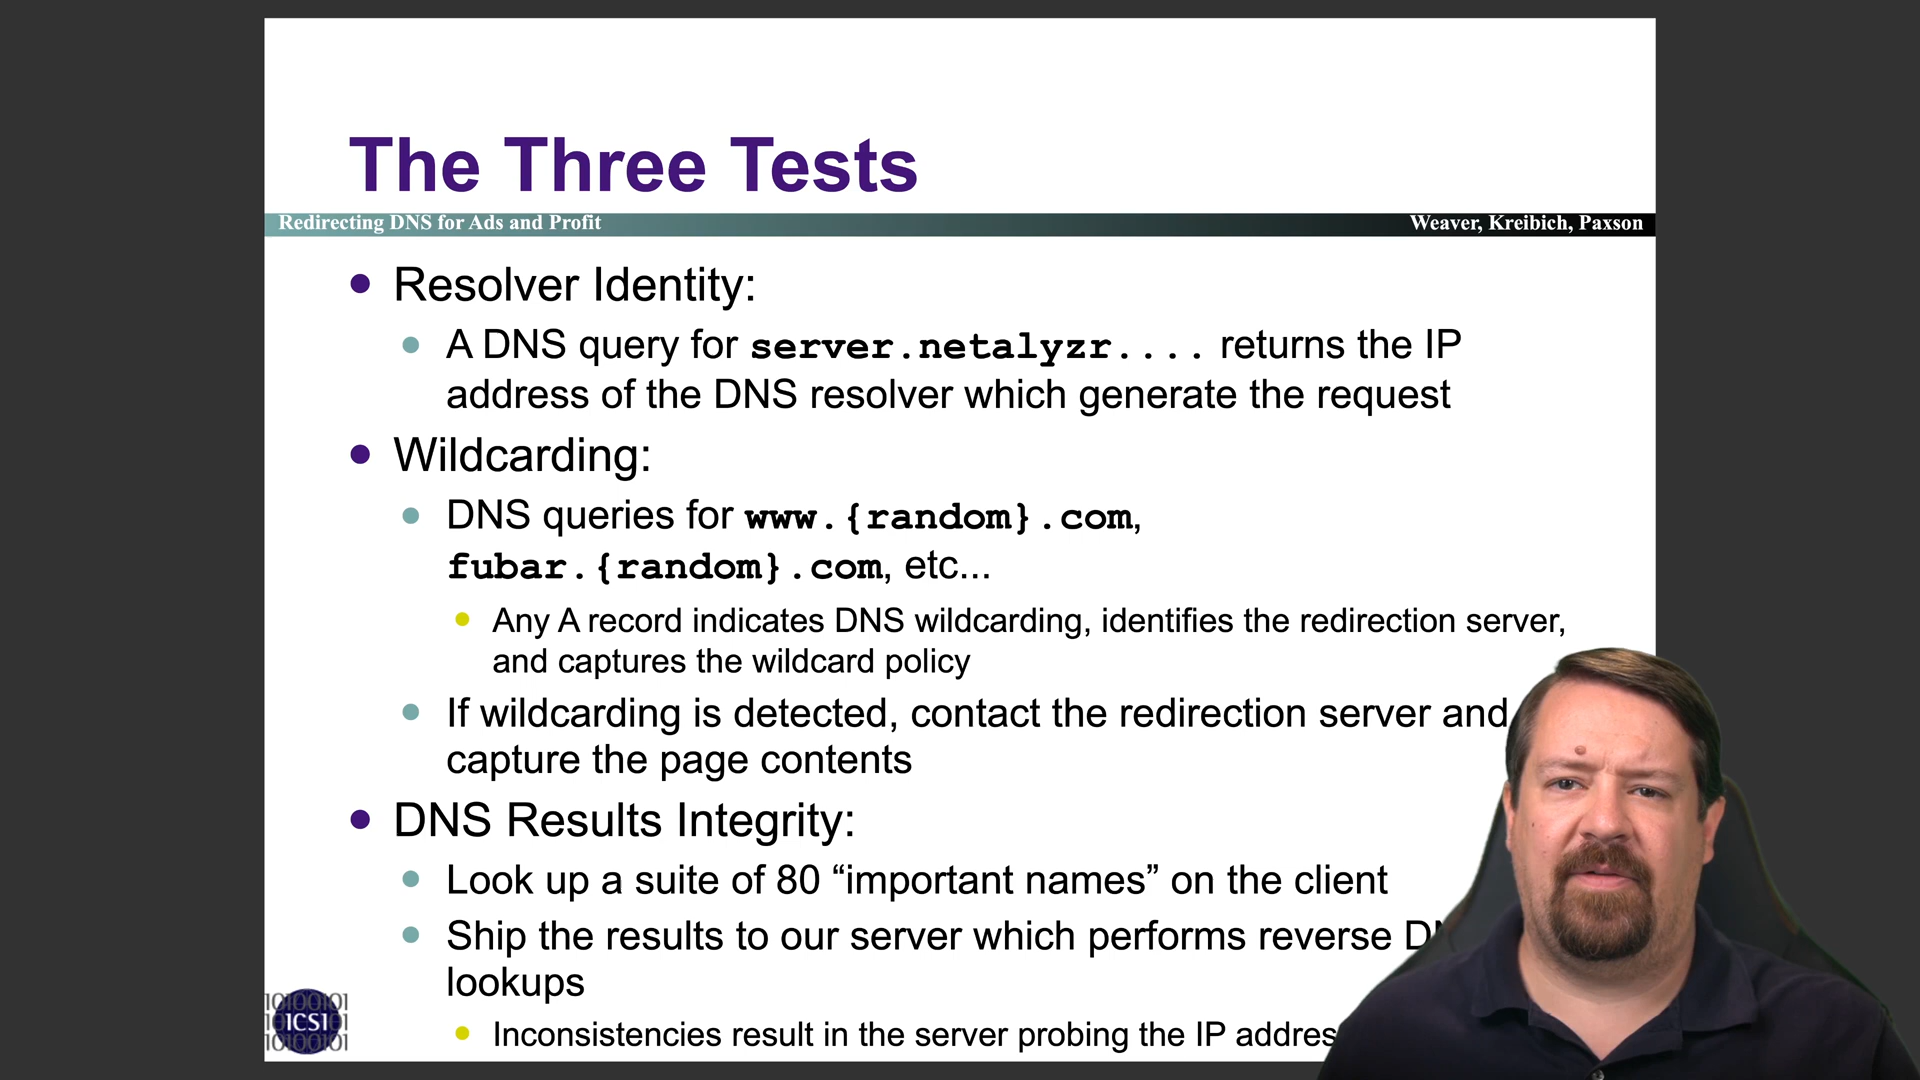 The Three Tests
Redirecting DNS for Ads and Profit
Weaver, Kreibich, Paxson
Resolver Identity:
A DNS query for server.netalyzr.... returns the IP
address of the DNS resolver which generate the request
Wildcarding:
DNS queries for www.{random}.com,
fubar.{random}.com, etc...
Any A record indicates DNS wildcarding, identifies the redirection server,
and captures the wildcard policy
If wildcarding is detected, contact the redirection server and
capture the page contents
DNS Results Integrity:
Look up a suite of 80 “important names” on the client
Ship the results to our server which performs reverse
lookups
Inconsistencies result in the server probing the IP
10100101
ICSI
10100101